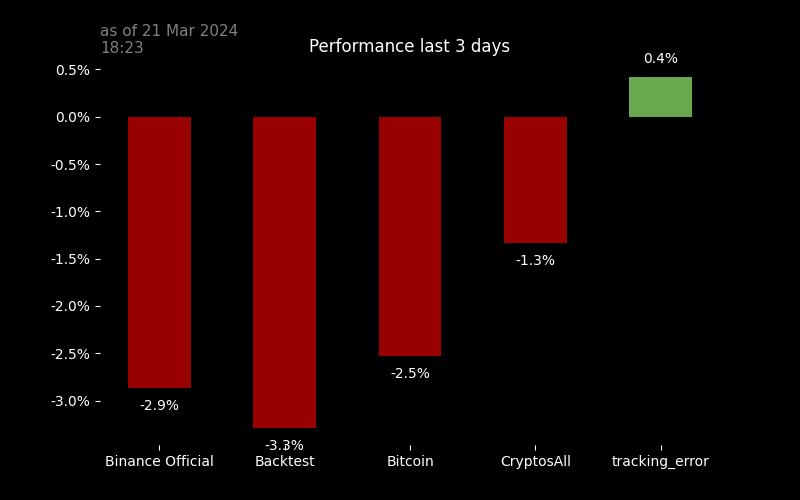 as of 21 Mar 2024
18:23
Performance last 3 days
0.5%
0.0%
-0.5%
-1.0%
-1.5%
-2.0%
-2.5%
-3.0%
-2.9%
-3.3%
-2.5%
-1.3%
0.4%
Binance Official
Backtest
Bitcoin
CryptosAll
tracking_error